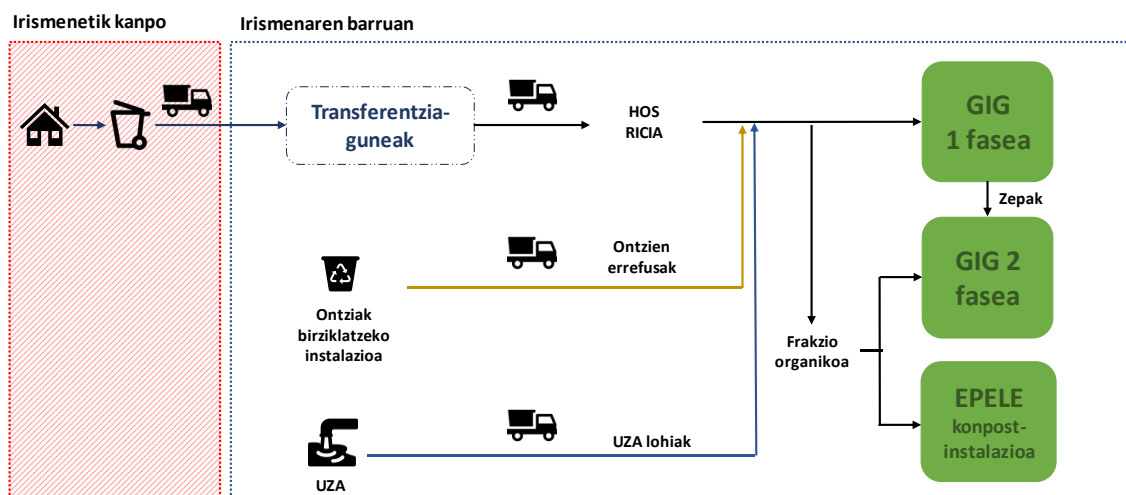 Irismenetik kanpo
Irismenaren barruan
Transferentzia-
guneak
HOS
RICIA
GIG
1 fasea
Zepak
Ontzien
errefusak
GIG 2
fasea
Ontziak
birziklatzeko
instalazioa
Frakzio
organikoa
EPELE
konpost-
instalazioa
UZA lohiak
UZA